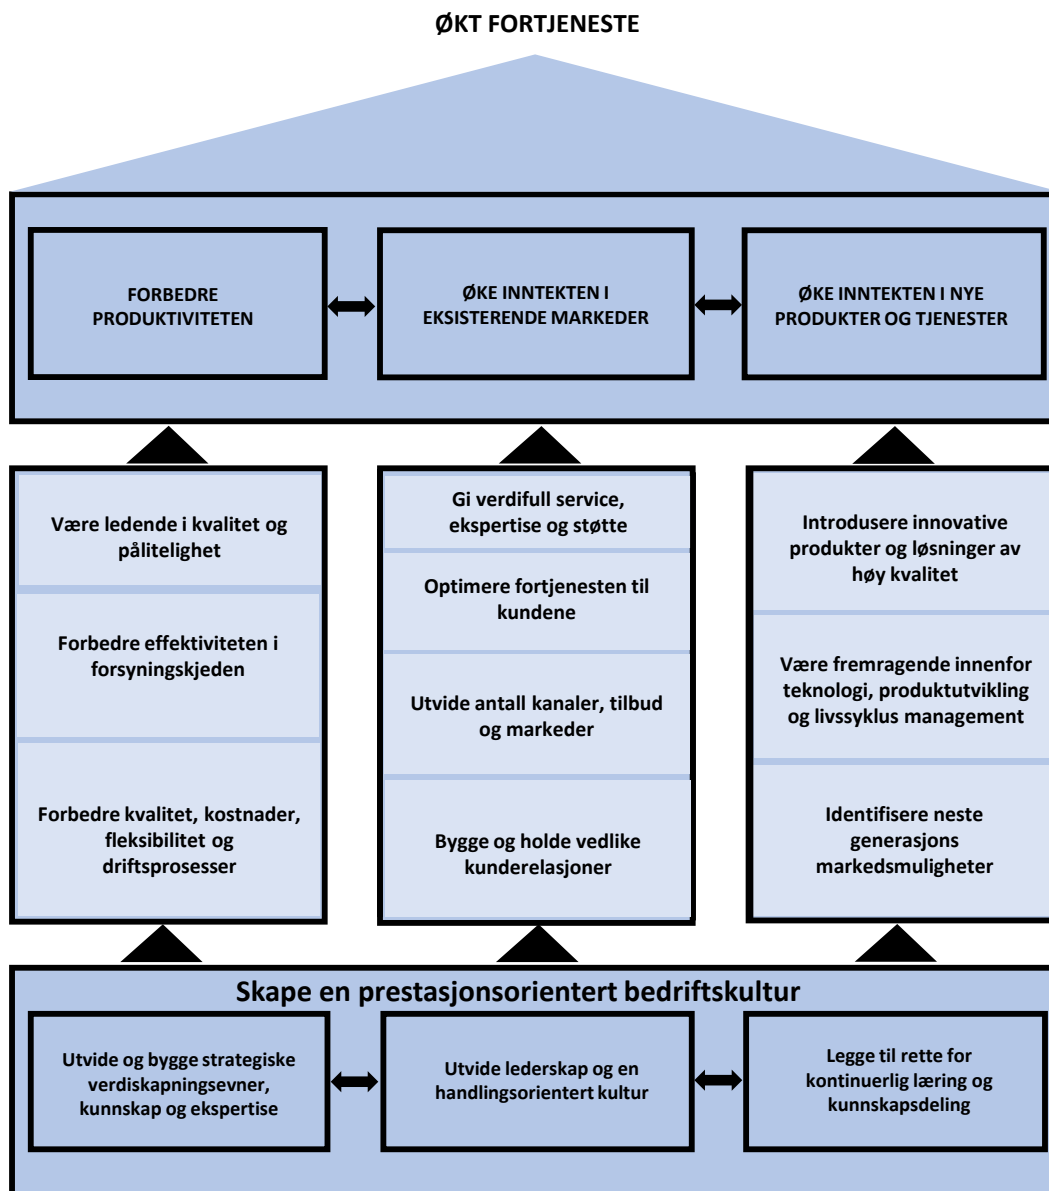 ØKT FORTJENESTE
FORBEDRE
PRODUKTIVITETEN
ØKE INNTEKTEN I
EKSISTERENDE MARKEDER
ØKE INNTEKTEN I NYE
PRODUKTER OG TJENESTER
Være ledende i kvalitet og
pålitelighet
Forbedre effektiviteten i
forsyningskjeden
Forbedre kvalitet, kostnader,
fleksibilitet og
driftsprosesser
Gi verdifull service,
ekspertise og støtte
Optimere fortjenesten til
kundene
Utvide antall kanaler, tilbud
og markeder
Bygge og holde vedlike
kunderelasjoner
Introdusere innovative
produkter og løsninger av
høy kvalitet
Være fremragende innenfor
teknologi, produktutvikling
og livssyklus management
Identifisere neste
generasjons
markedsmuligheter
Skape en prestasjonsorientert bedriftskultur
Utvide og bygge strategiske
verdiskapningsevner,
kunnskap og ekspertise
Utvide lederskap og en
handlingsorientert kultur
Legge til rette for
kontinuerlig læring og
kunnskapsdeling